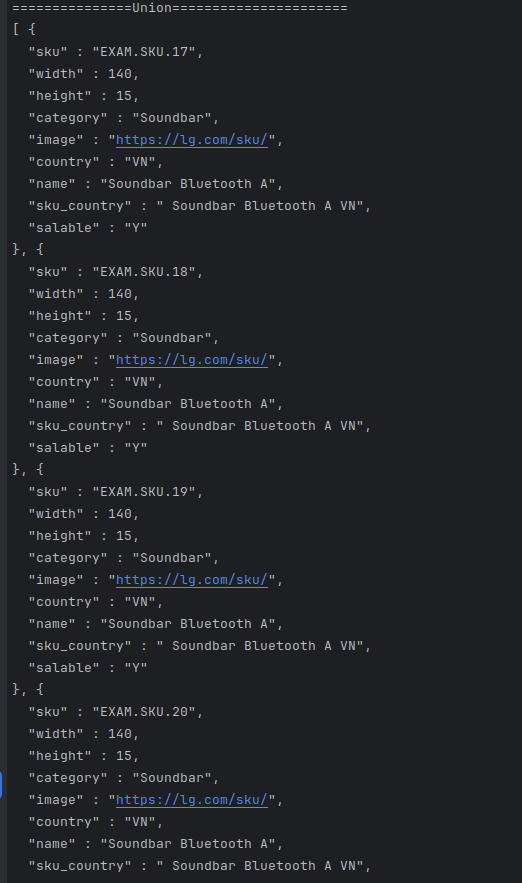 ===============Union======================
[ {
  "sku" : "EXAM.SKU.17",
  "width" : 140,
  "height" : 15,
  "category" : "Soundbar",
  "image" : "https://lg.com/sku/",
  "country" : "VN",
  "name" : "Soundbar Bluetooth A",
  "sku_country" : " Soundbar Bluetooth A VN",
  "salable" : "Y"
}, {
  "sku" : "EXAM.SKU.18",
  "width" : 140,
  "height" : 15,
  "category" : "Soundbar",
  "image" : "https://lg.com/sku/",
  "country" : "VN",
  "name" : "Soundbar Bluetooth A",
  "sku_country" : " Soundbar Bluetooth A VN",
  "salable" : "Y"
}, {
  "sku" : "EXAM.SKU.19",
  "width" : 140,
  "height" : 15,
  "category" : "Soundbar",
  "image" : "https://lg.com/sku/",
  "country" : "VN",
  "name" : "Soundbar Bluetooth A",
  "sku_country" : " Soundbar Bluetooth A VN",
  "salable" : "Y"
}, {
  "sku" : "EXAM.SKU.20",
  "width" : 140,
  "height" : 15,
  "category" : "Soundbar",
  "image" : "https://lg.com/sku/",
  "country" : "VN",
  "name" : "Soundbar Bluetooth A",
  "sku_country" : " Soundbar Bluetooth A VN",